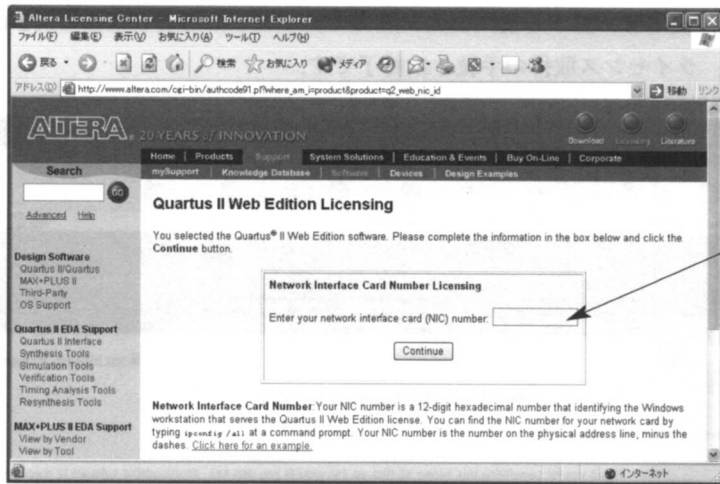 Altera Licensing Center - Microsoft Internet Explorer
ファイル(F) 編集(E) 表示(V) お気に入り(A) ツール(T) ヘルプ(H)
戻る 検索 お気に入り メディア
アドレス(D) http://www.altera.com/cgi-bin/authcode91.pl?where_am_i=product&product=q2_web_nic_id 移動 リンク
ALTERA. 20 YEARS of INNOVATION
Download Licensing Literature
Home | Products | Support | System Solutions | Education & Events | Buy On-Line | Corporate
mySupport | Knowledge Database | Software | Devices | Design Examples
Search
GO
Advanced Help
Design Software
Quartus II/Quartus
MAX+PLUS II
Third-Party
OS Support
Quartus II EDA Support
Quartus II Interface
Synthesis Tools
Simulation Tools
Verification Tools
Timing Analysis Tools
Resynthesis Tools
MAX+PLUS II EDA Support
View by Vendor
View by Tool
Quartus II Web Edition Licensing
You selected the Quartus® II Web Edition software. Please complete the information in the box below and click the
Continue button.
Network Interface Card Number Licensing
Enter your network interface card (NIC) number:
Continue
Network Interface Card Number:Your NIC number is a 12-digit hexadecimal number that identifying the Windows
workstation that serves the Quartus II Web Edition license. You can find the NIC number for your network card by
typing ipconfig /all at a command prompt. Your NIC number is the number on the physical address line, minus the
dashes. Click here for an example.
インターネット